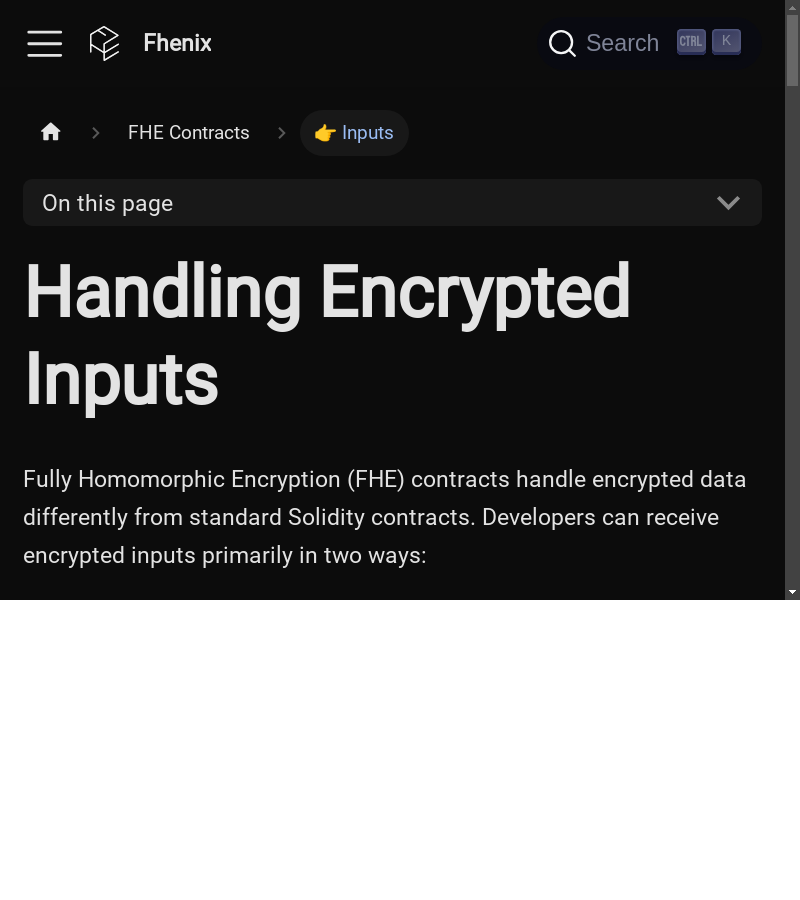 Fhenix
Search CTRL K
FHE Contracts
👉 Inputs
On this page
Handling Encrypted
Inputs
Fully Homomorphic Encryption (FHE) contracts handle encrypted data
differently from standard Solidity contracts. Developers can receive
encrypted inputs primarily in two ways: